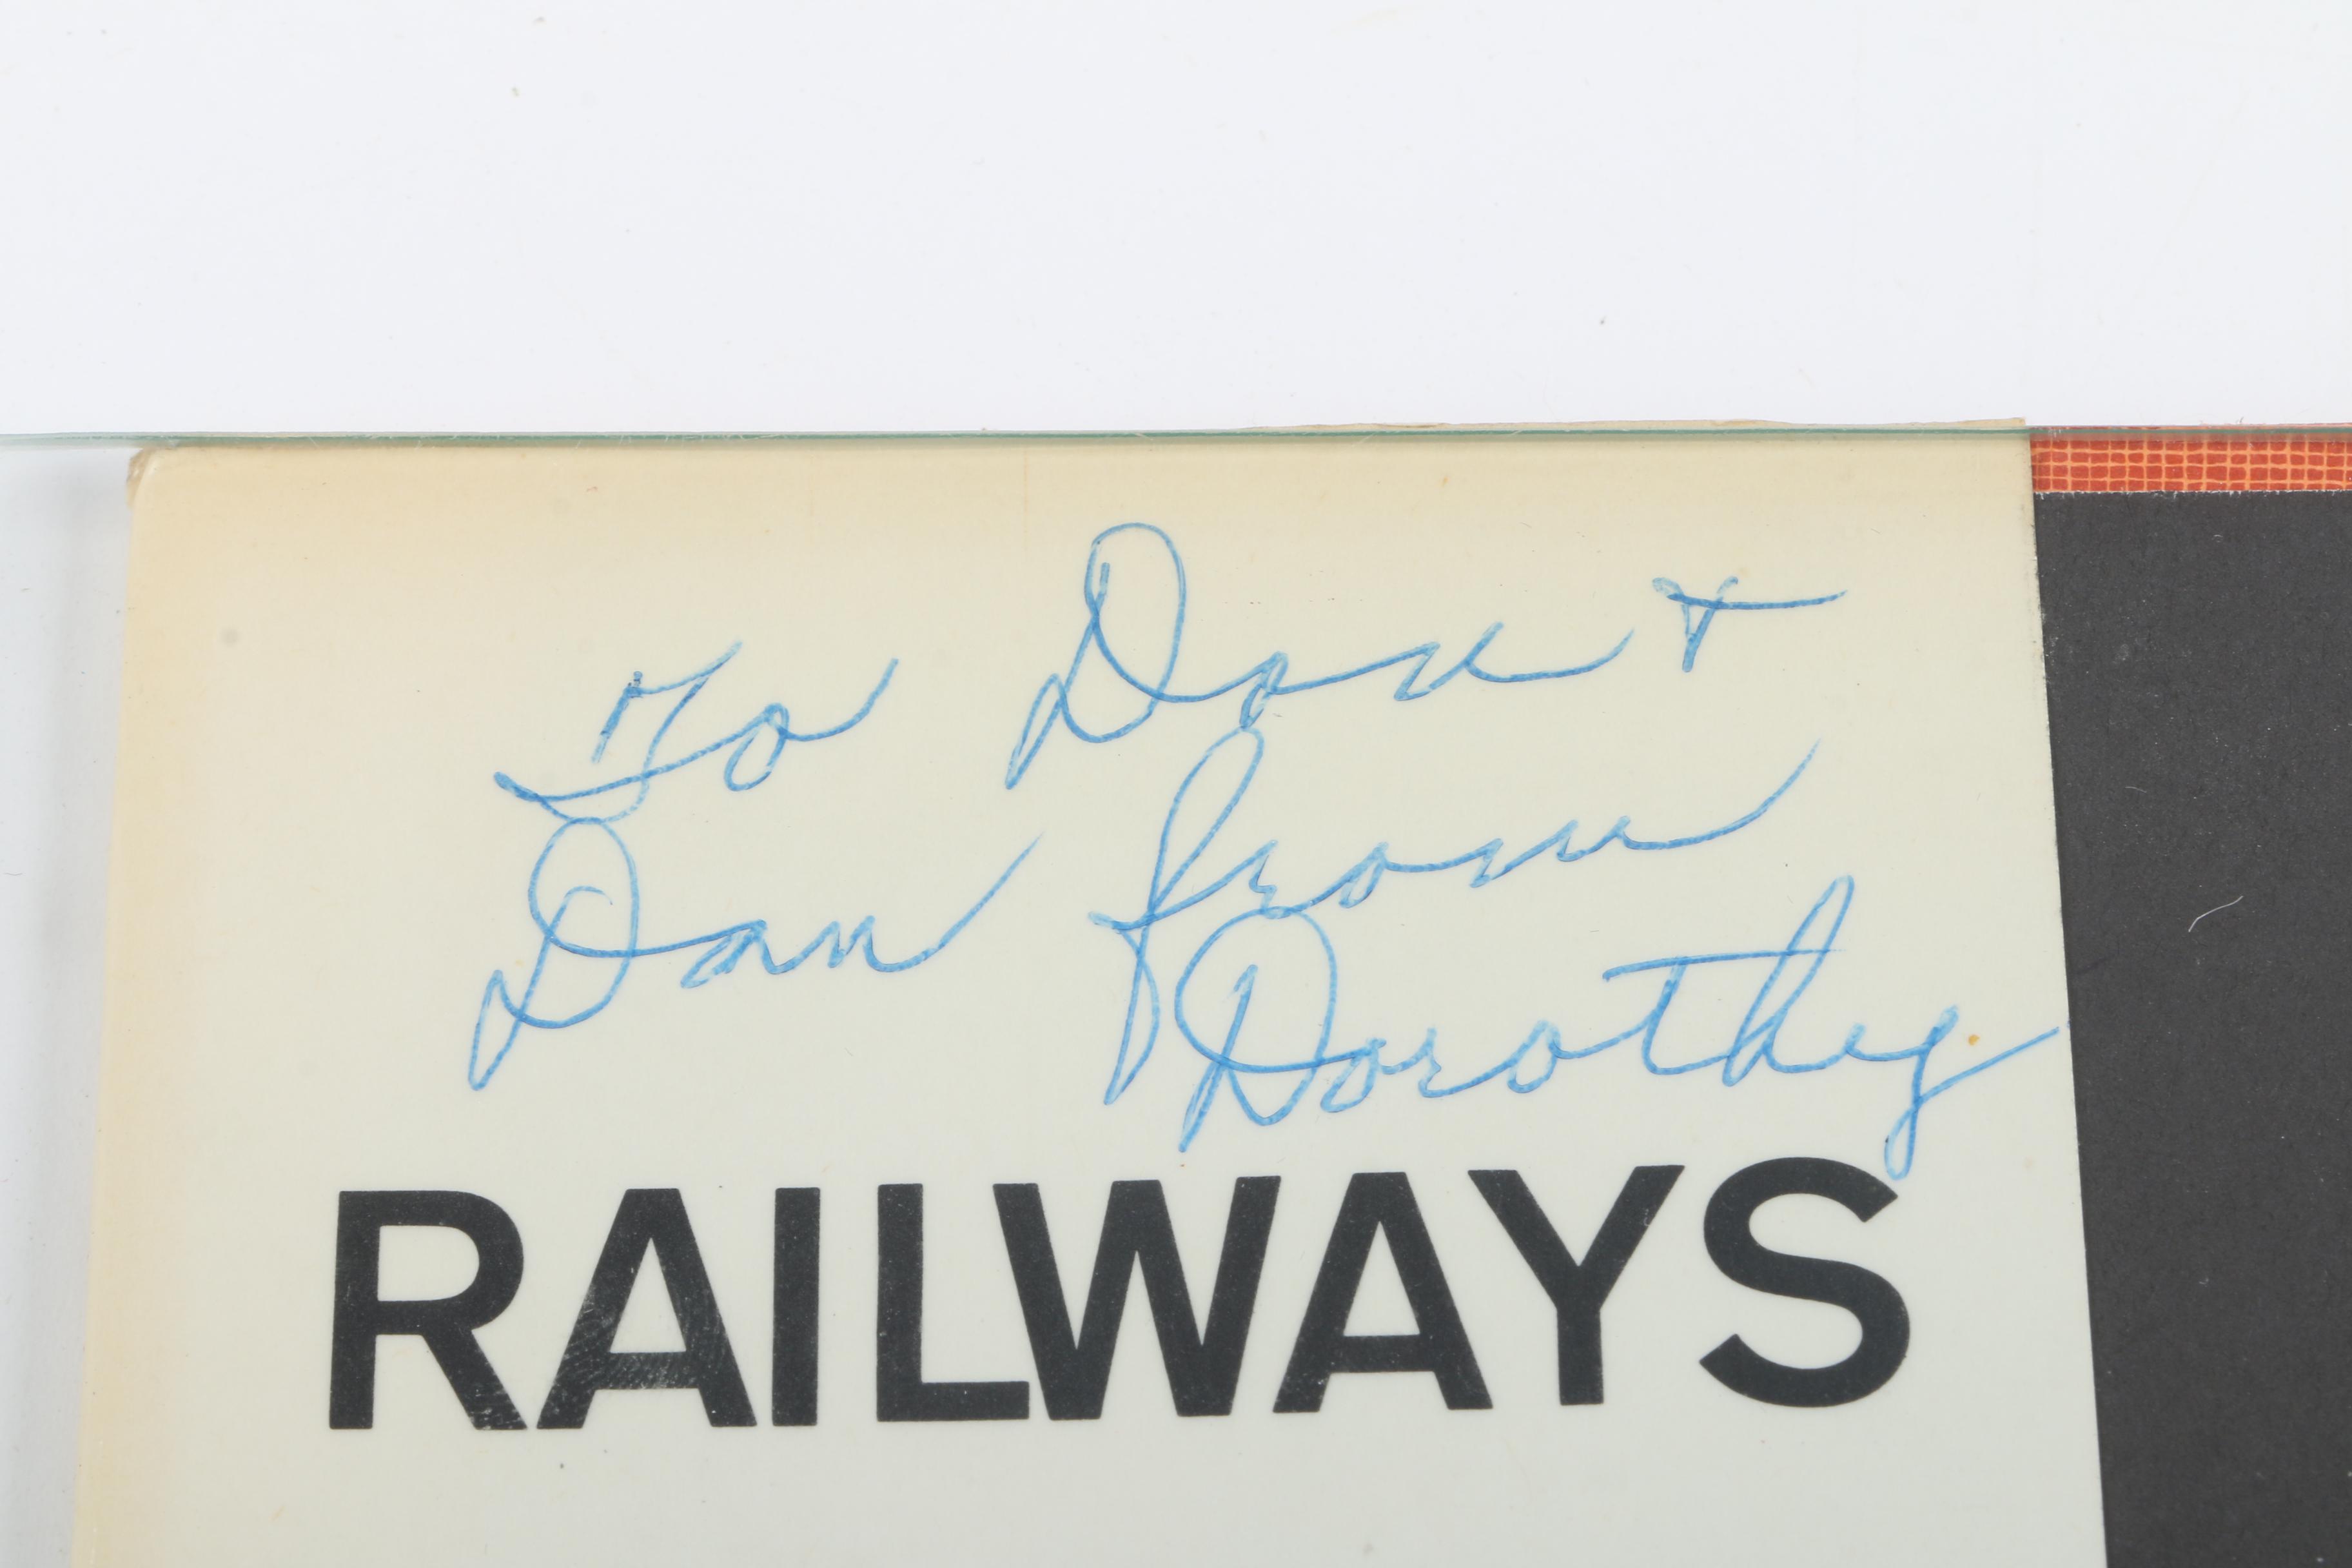 To Don +
Dan from
Dorothy
RAILWAYS